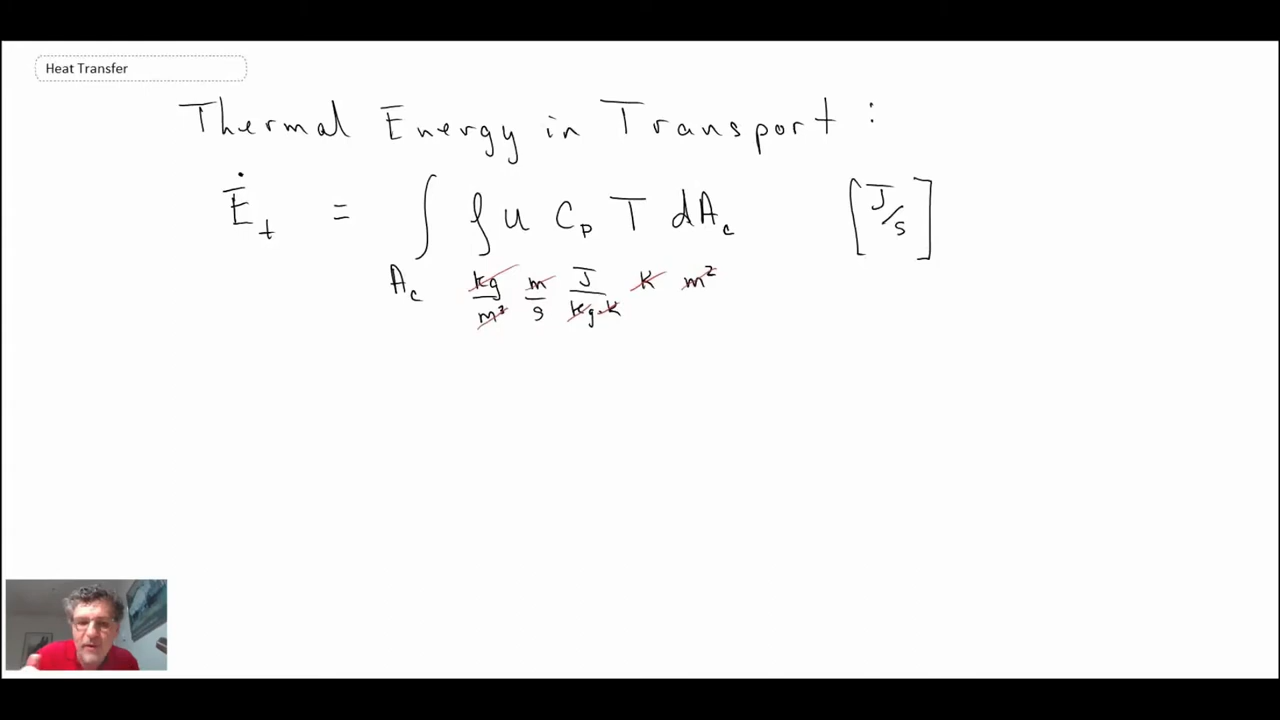 Heat Transfer
Thermal Energy in Transport :
Ė_t = ∫_{A_c} ρ u C_p T dA_c [J/s]
kg/m³ m/s J/kg·K K m²